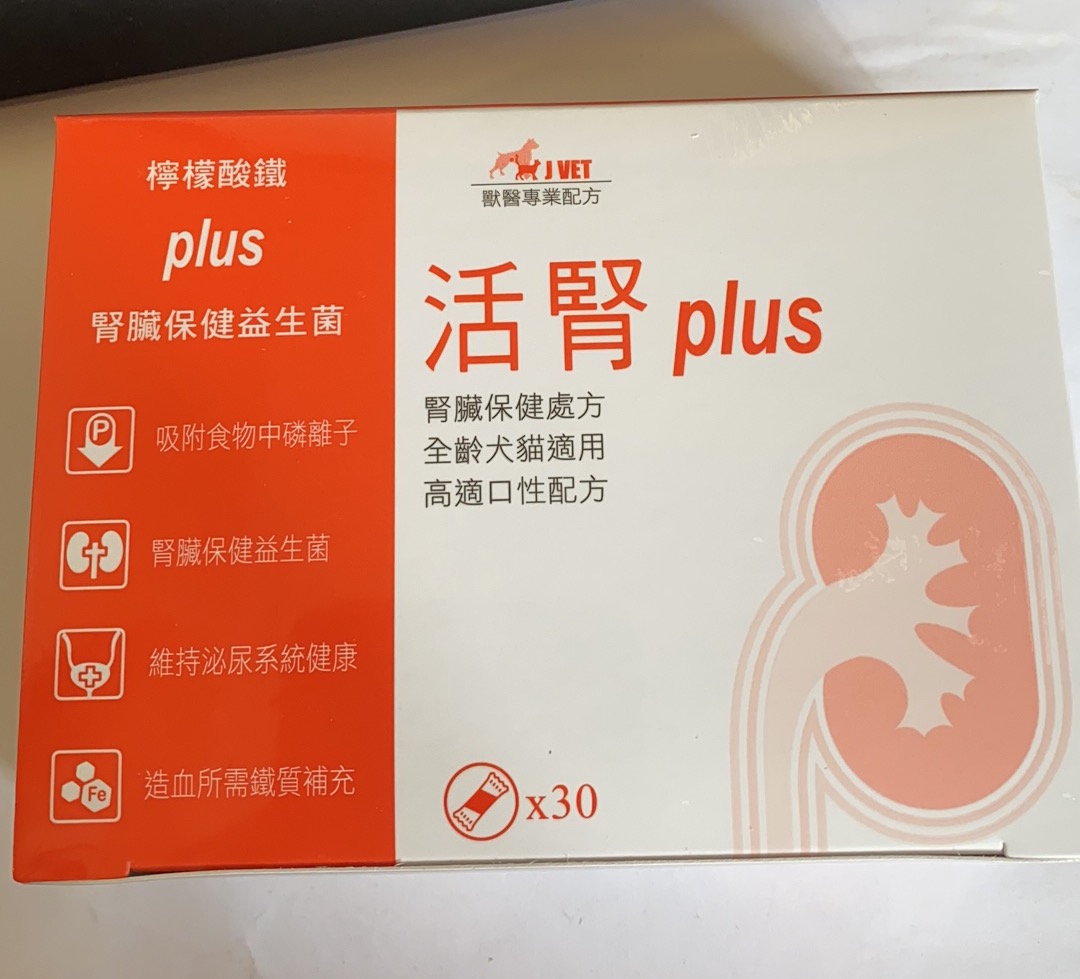 檸檬酸鐵
plus
腎臟保健益生菌
P
吸附食物中磷離子
腎臟保健益生菌
維持泌尿系統健康
Fe
造血所需鐵質補充
J VET
獸醫專業配方
活腎 plus
腎臟保健處方
全齡犬貓適用
高適口性配方
x30